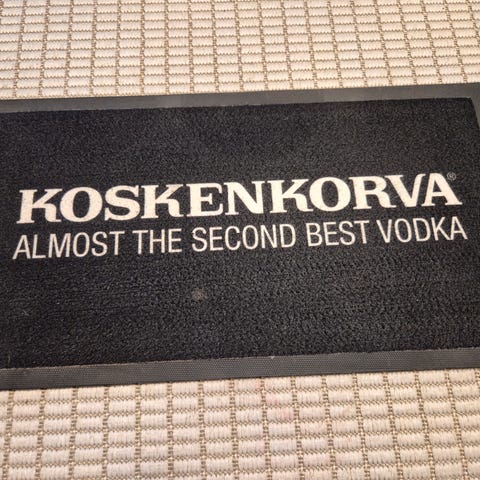 KOSKENKORVA®
ALMOST THE SECOND BEST VODKA